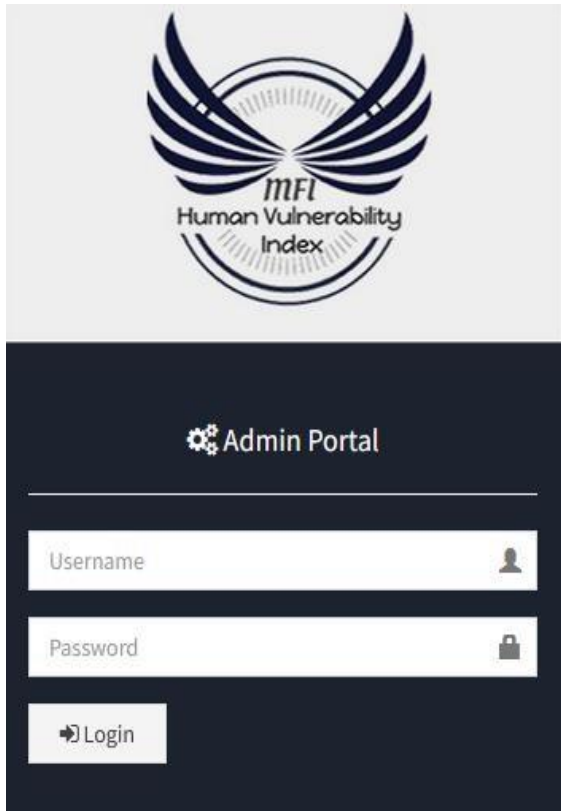 MFI
Human Vulnerability
Index
Admin Portal
Username
Password
Login